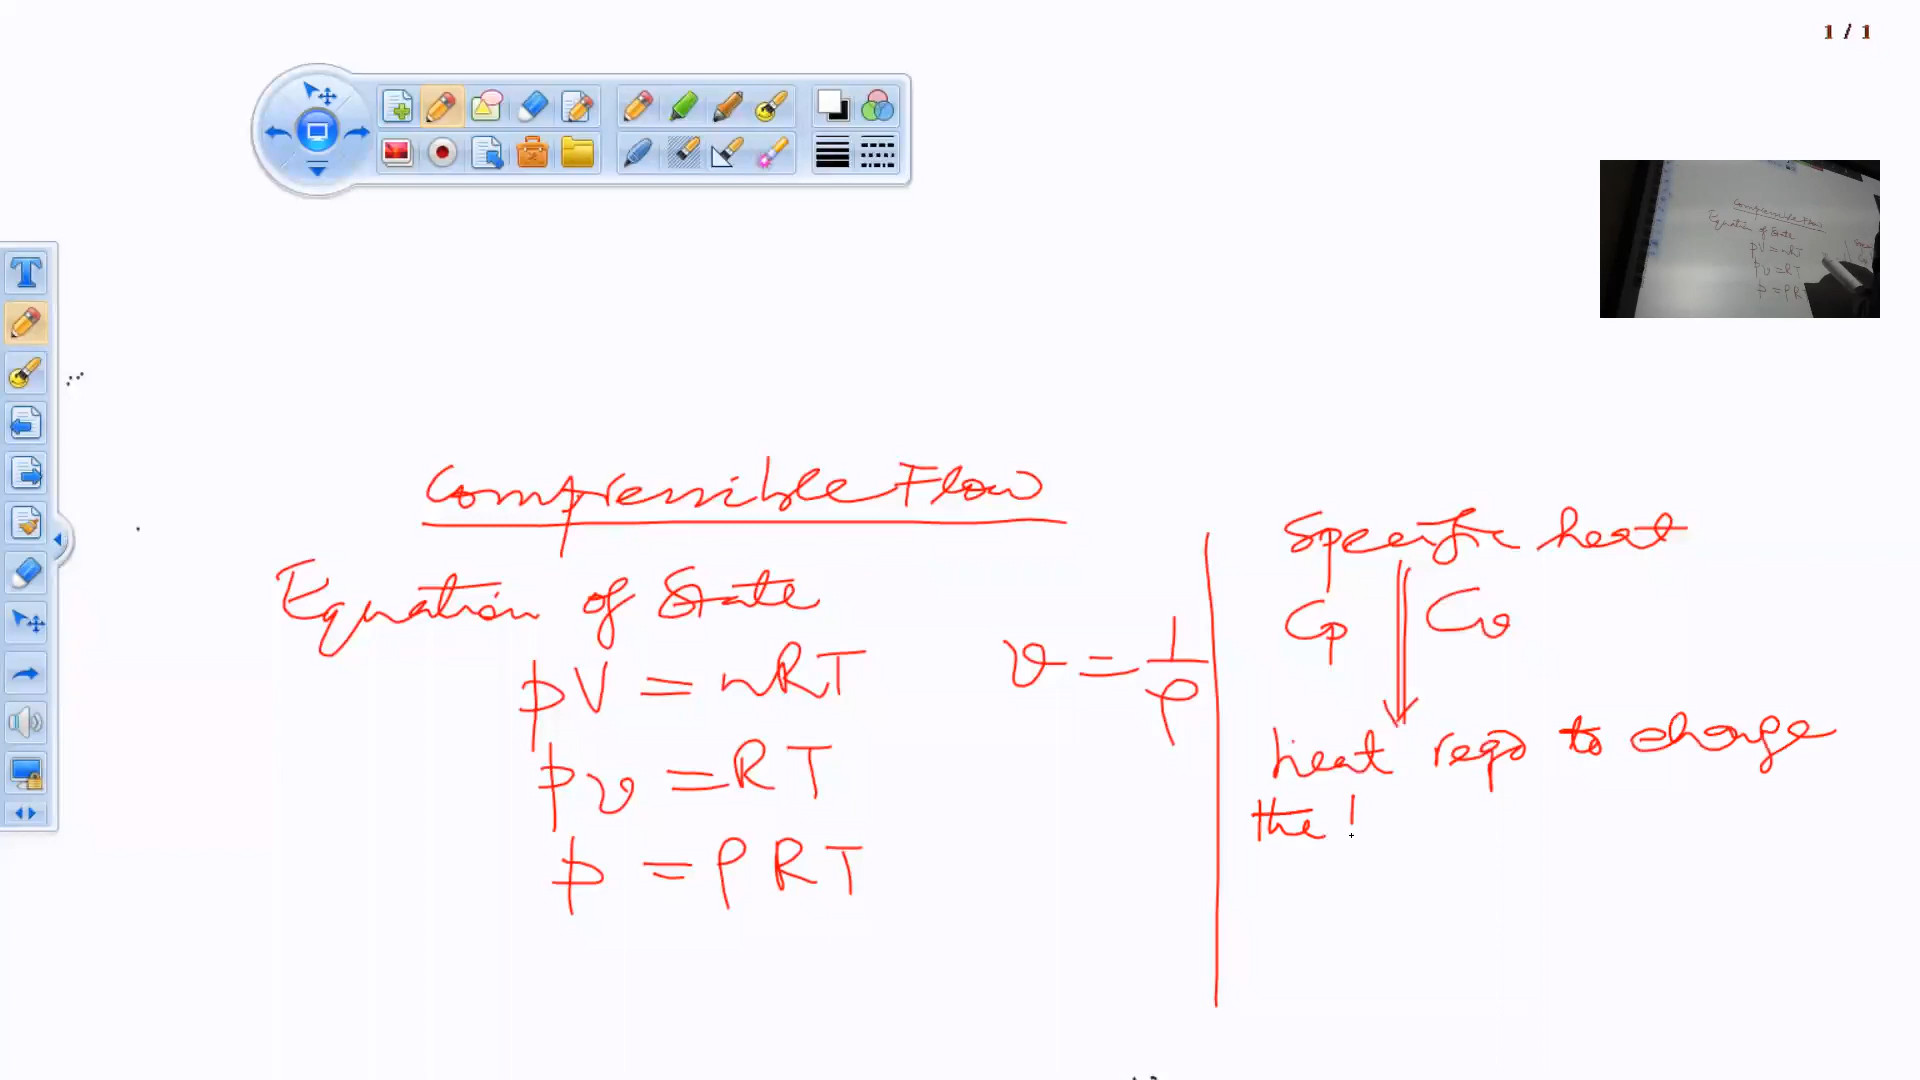 1 / 1
Compressible Flow
Equation of State
pV = nRT
pv = RT
p = ρRT
v = 1/ρ
Specific heat
Cp Cv
heat reqd to change
the